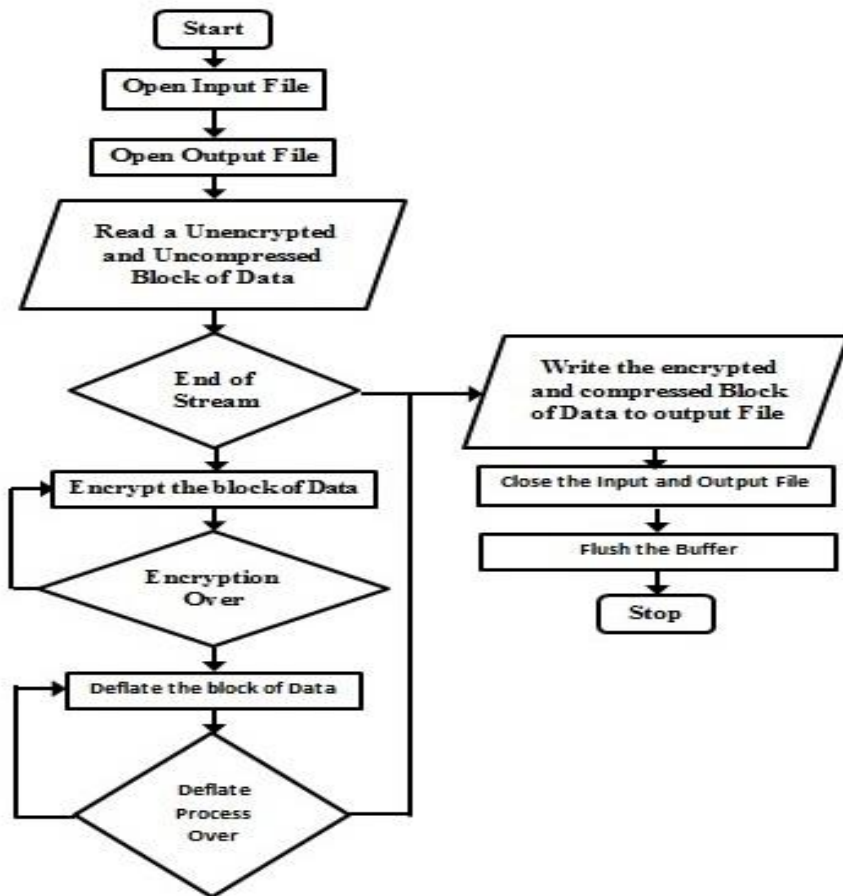 Start
Open Input File
Open Output File
Read a Unencrypted
and Uncompressed
Block of Data
End of
Stream
Encrypt the block of Data
Encryption
Over
Deflate the block of Data
Deflate
Process
Over
Write the encrypted
and compressed Block
of Data to output File
Close the Input and Output File
Flush the Buffer
Stop